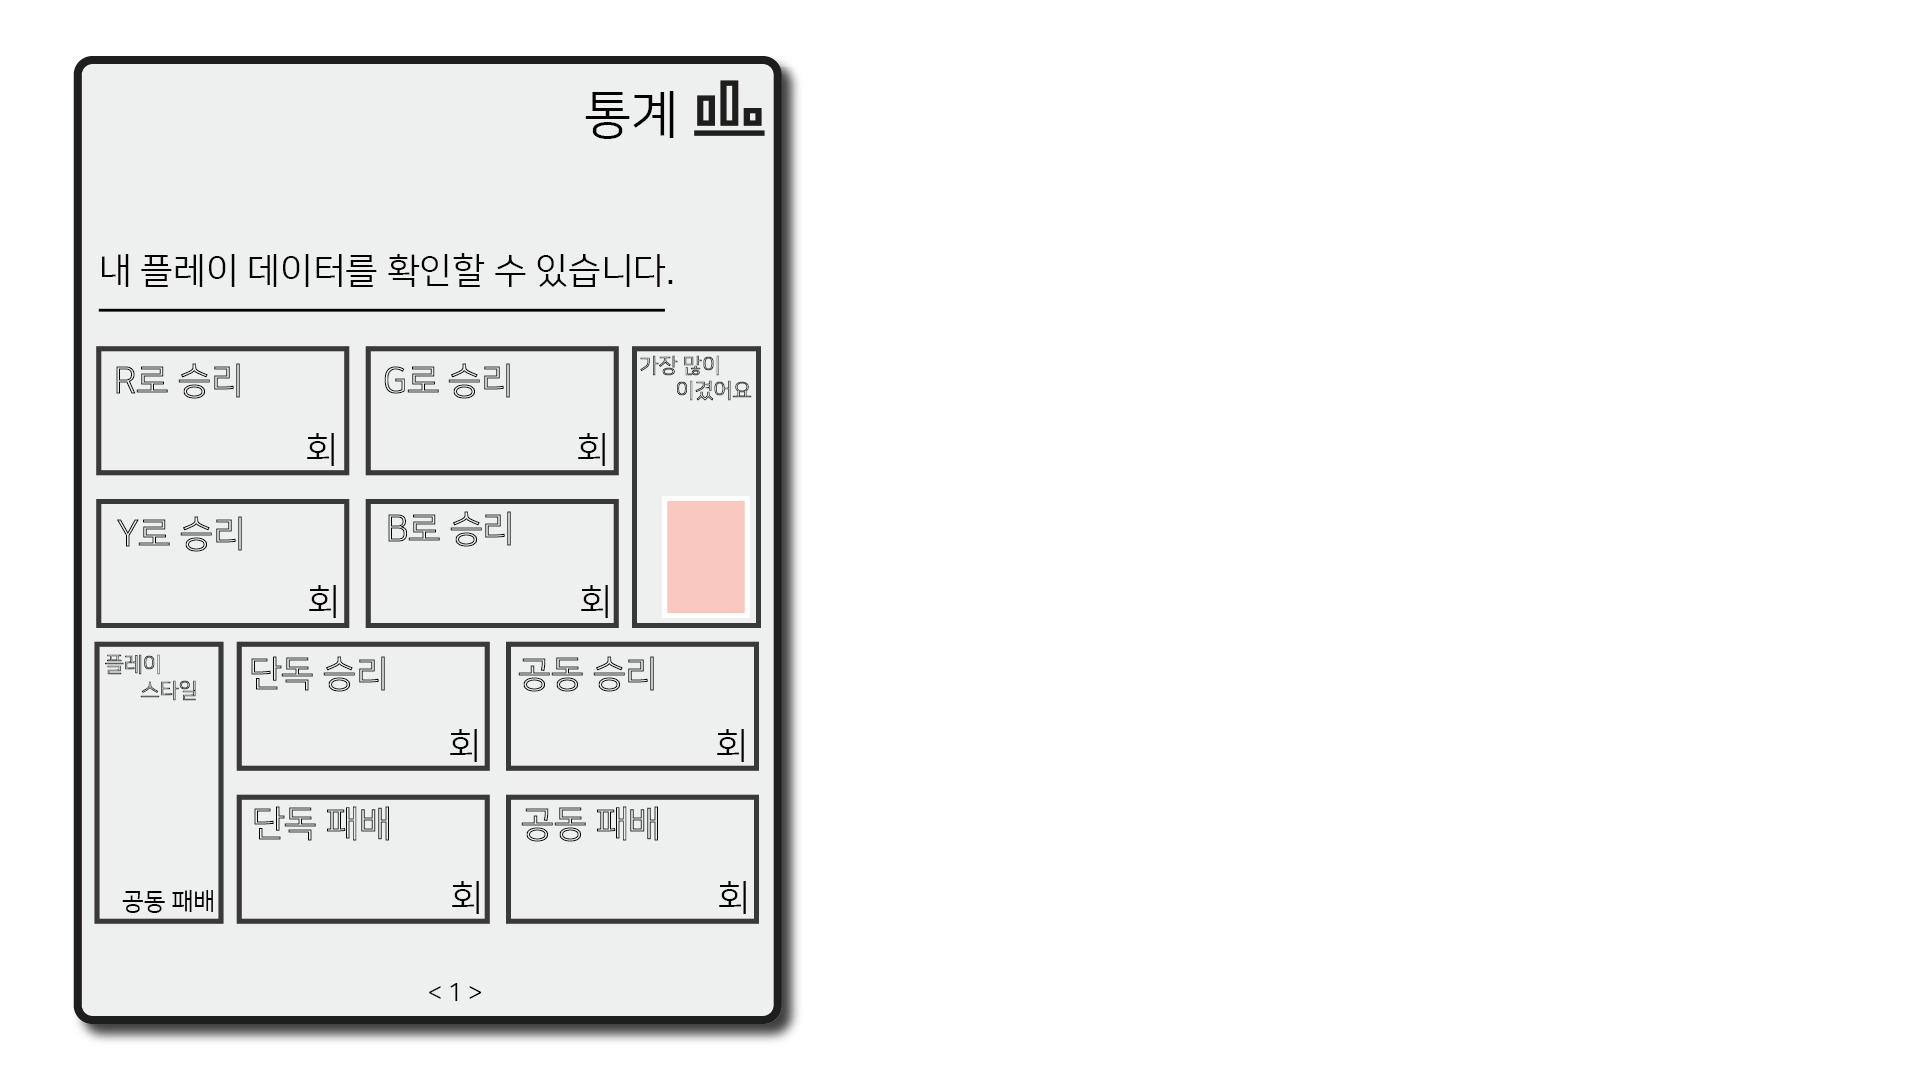 통계
내 플레이 데이터를 확인할 수 있습니다.
R로 승리
회
G로 승리
회
가장 많이
이겼어요
Y로 승리
회
B로 승리
회
플레이
스타일
공동 패배
단독 승리
회
공동 승리
회
단독 패배
회
공동 패배
회
< 1 >